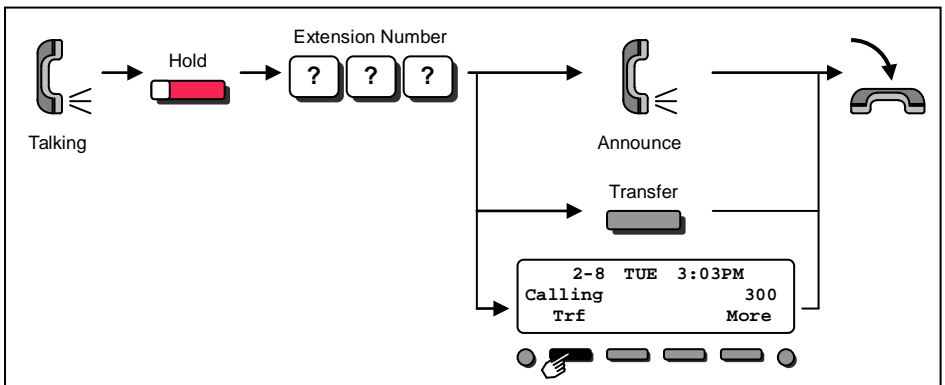 Extension Number
Hold
? ? ?
Talking
Announce
Transfer
2-8 TUE 3:03PM
Calling 300
Trf More